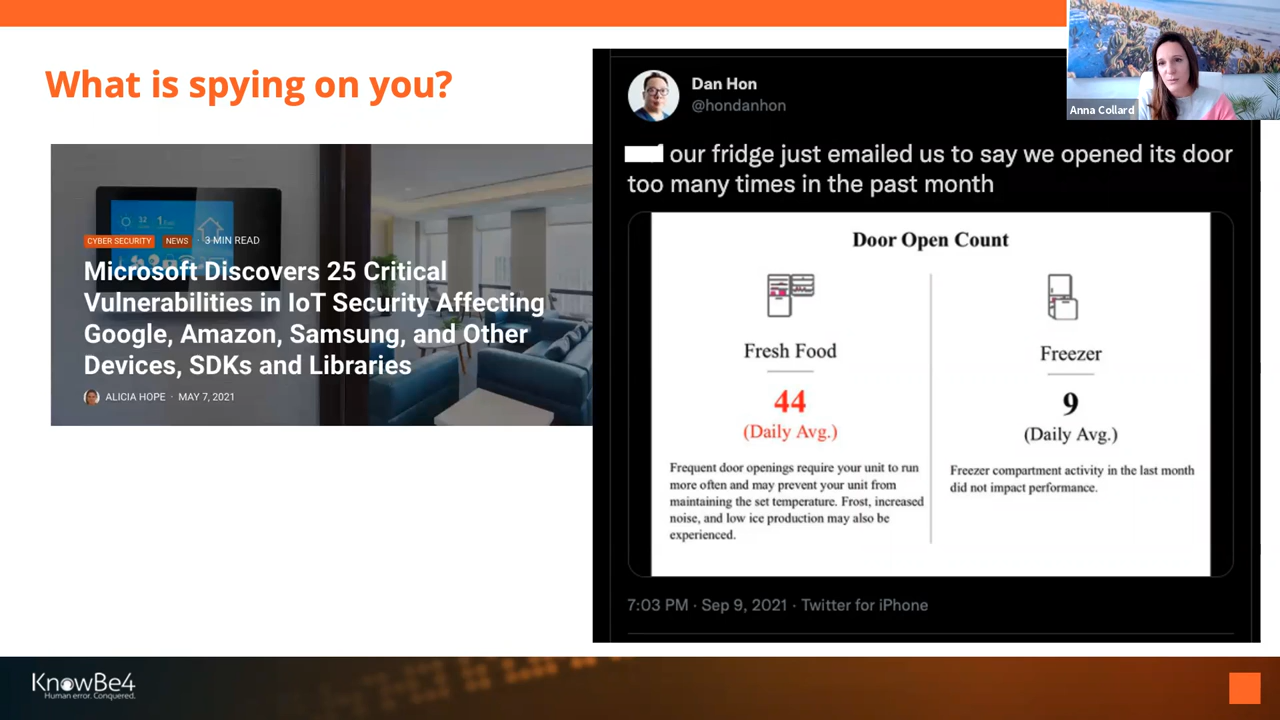 What is spying on you?
CYBER SECURITY NEWS · 3 MIN READ
Microsoft Discovers 25 Critical
Vulnerabilities in IoT Security Affecting
Google, Amazon, Samsung, and Other
Devices, SDKs and Libraries
ALICIA HOPE · MAY 7, 2021
Dan Hon
@hondanhon
our fridge just emailed us to say we opened its door
too many times in the past month
Door Open Count
Fresh Food
44
(Daily Avg.)
Frequent door openings require your unit to run
more often and may prevent your unit from
maintaining the set temperature. Frost, increased
noise, and low ice production may also be
experienced.
Freezer
9
(Daily Avg.)
Freezer compartment activity in the last month
did not impact performance.
7:03 PM · Sep 9, 2021 · Twitter for iPhone
Anna Collard
KnowBe4
Human error. Conquered.